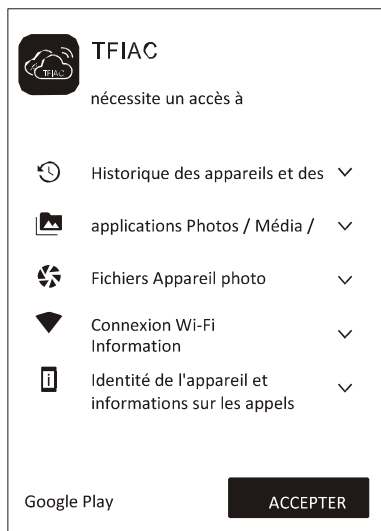 TFIAC
TFIAC
nécessite un accès à
Historique des appareils et des
applications Photos / Média /
Fichiers Appareil photo
Connexion Wi-Fi
Information
Identité de l'appareil et
informations sur les appels
Google Play
ACCEPTER